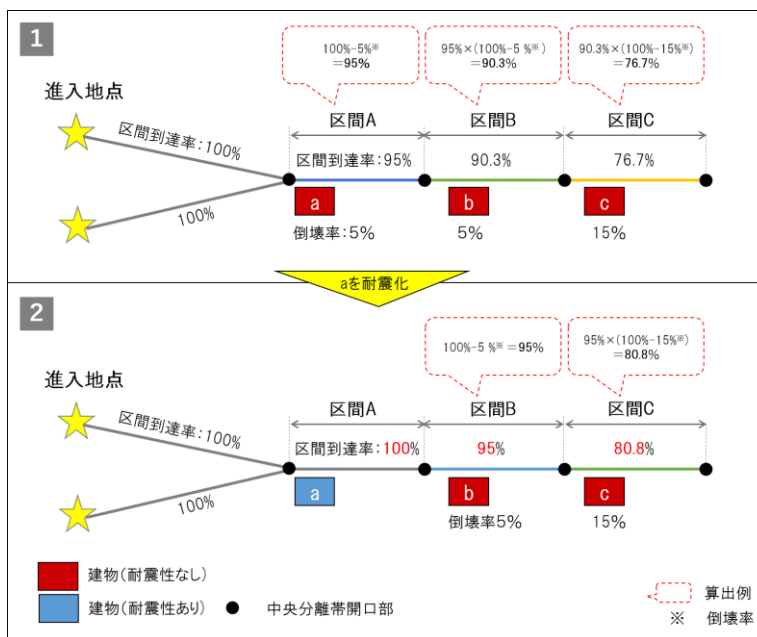 1
100%-5%※
=95%
95%×(100%-5 %※)
=90.3%
90.3%×(100%-15%※)
=76.7%
進入地点
区間A
区間B
区間C
区間到達率:100%
区間到達率:95%
90.3%
76.7%
100%
a
b
c
倒壊率:5%
5%
15%
aを耐震化
2
100%-5 %※=95%
95%×(100%-15%※)
=80.8%
進入地点
区間A
区間B
区間C
区間到達率:100%
区間到達率:100%
95%
80.8%
100%
a
b
c
倒壊率5%
15%
建物(耐震性なし)
建物(耐震性あり)
中央分離帯開口部
算出例
※ 倒壊率